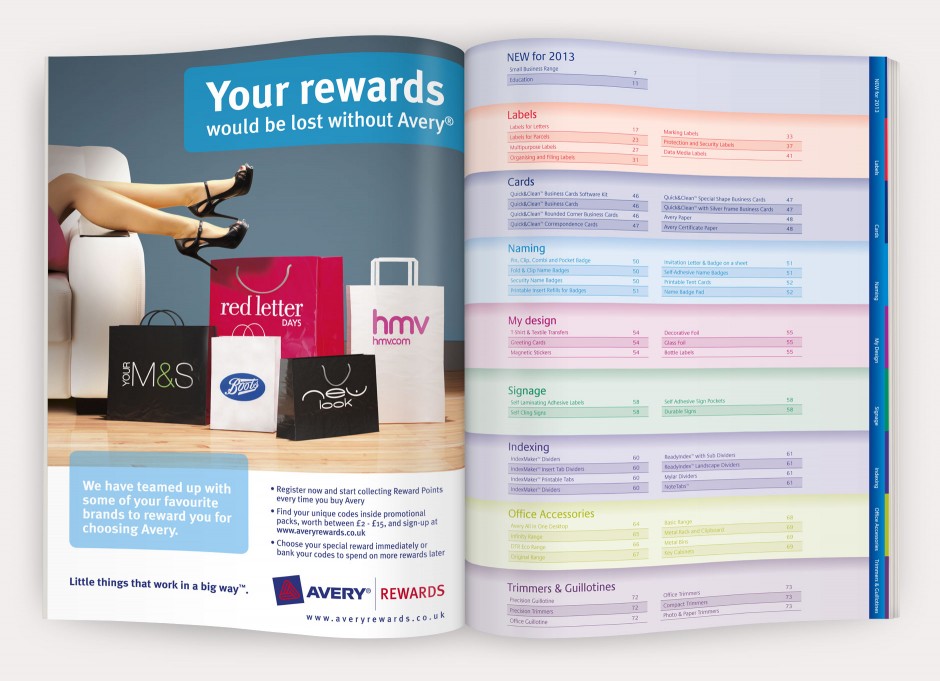 Your rewards
would be lost without Avery®
red letter
DAYS
hmv
hmv.com
YOUR
M&S
Boots
new
look
We have teamed up with
some of your favourite
brands to reward you for
choosing Avery.
• Register now and start collecting Reward Points
every time you buy Avery
• Find your unique codes inside promotional
packs, worth between £2 - £15, and sign-up at
www.averyrewards.co.uk
• Choose your special reward immediately or
bank your codes to spend on more rewards later
Little things that work in a big way™.
AVERY® REWARDS
www.averyrewards.co.uk
NEW for 2013
Small Business Range 7
Education 11
Labels
Labels for Letters 17
Labels for Parcels 23
Multipurpose Labels 27
Organising and Filing Labels 31
Marking Labels 33
Protection and Security Labels 37
Data Media Labels 41
Cards
Quick&Clean™ Business Cards Software Kit 46
Quick&Clean™ Business Cards 46
Quick&Clean™ Rounded Corner Business Cards 46
Quick&Clean™ Correspondence Cards 47
Quick&Clean™ Special Shape Business Cards 47
Quick&Clean™ with Silver Frame Business Cards 47
Avery Paper 48
Avery Certificate Paper 48
Naming
Pin, Clip, Combi and Pocket Badge 50
Fold & Clip Name Badges 50
Security Name Badges 50
Printable Insert Refills for Badges 51
Invitation Letter & Badge on a sheet 51
Self-Adhesive Name Badges 51
Printable Tent Cards 52
Name Badge Pad 52
My design
T-Shirt & Textile Transfers 54
Greeting Cards 54
Magnetic Stickers 54
Decorative Foil 55
Glass Foil 55
Bottle Labels 55
Signage
Self Laminating Adhesive Labels 58
Self Cling Signs 58
Self Adhesive Sign Pockets 58
Durable Signs 58
Indexing
IndexMaker™ Dividers 60
IndexMaker™ Insert Tab Dividers 60
IndexMaker™ Printable Tabs 60
IndexMaker™ Dividers 60
ReadyIndex™ with Sub Dividers 61
ReadyIndex™ Landscape Dividers 61
Mylar Dividers 61
NoteTabs™ 61
Office Accessories
Avery All in One Desktop 64
Infinity Range 65
DTR Eco Range 66
Original Range 67
Basic Range 68
Metal Rack and Clipboard 69
Metal Bins 69
Key Cabinets 69
Trimmers & Guillotines
Precision Guillotine 72
Precision Trimmers 72
Office Guillotine 72
Office Trimmers 73
Compact Trimmers 73
Photo & Paper Trimmers 73
NEW for 2013
Labels
Cards
Naming
My Design
Signage
Indexing
Office Accessories
Trimmers & Guillotines